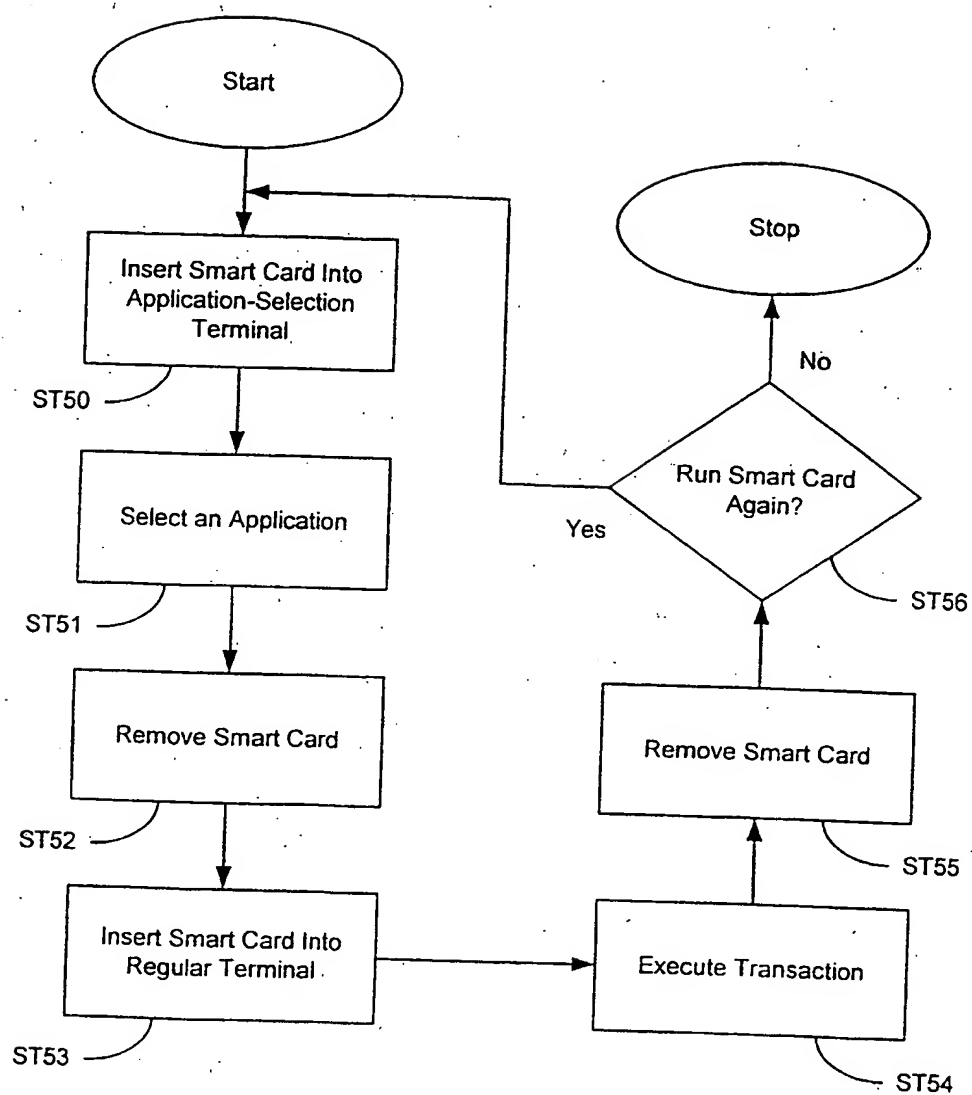 Start
Insert Smart Card Into
Application-Selection
Terminal
ST50
Select an Application
ST51
Remove Smart Card
ST52
Insert Smart Card Into
Regular Terminal
ST53
Execute Transaction
ST54
Remove Smart Card
ST55
Run Smart Card
Again?
ST56
Yes
No
Stop